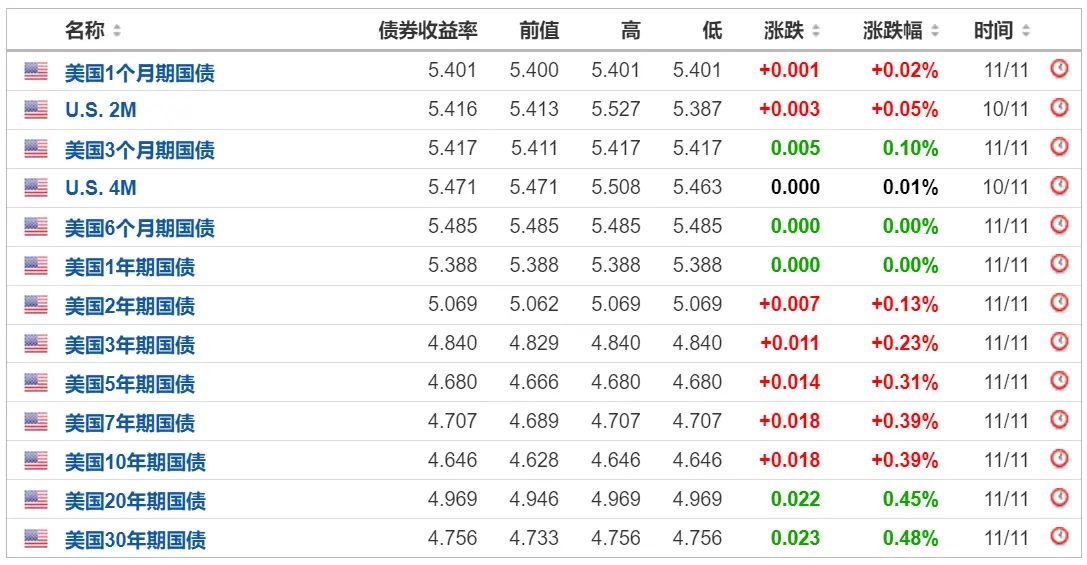 名称 债券收益率 前值 高 低 涨跌 涨跌幅 时间
美国1个月期国债 5.401 5.400 5.401 5.401 +0.001 +0.02% 11/11
U.S. 2M 5.416 5.413 5.527 5.387 +0.003 +0.05% 10/11
美国3个月期国债 5.417 5.411 5.417 5.417 0.005 0.10% 11/11
U.S. 4M 5.471 5.471 5.508 5.463 0.000 0.01% 10/11
美国6个月期国债 5.485 5.485 5.485 5.485 0.000 0.00% 11/11
美国1年期国债 5.388 5.388 5.388 5.388 0.000 0.00% 11/11
美国2年期国债 5.069 5.062 5.069 5.069 +0.007 +0.13% 11/11
美国3年期国债 4.840 4.829 4.840 4.840 +0.011 +0.23% 11/11
美国5年期国债 4.680 4.666 4.680 4.680 +0.014 +0.31% 11/11
美国7年期国债 4.707 4.689 4.707 4.707 +0.018 +0.39% 11/11
美国10年期国债 4.646 4.628 4.646 4.646 +0.018 +0.39% 11/11
美国20年期国债 4.969 4.946 4.969 4.969 0.022 0.45% 11/11
美国30年期国债 4.756 4.733 4.756 4.756 0.023 0.48% 11/11